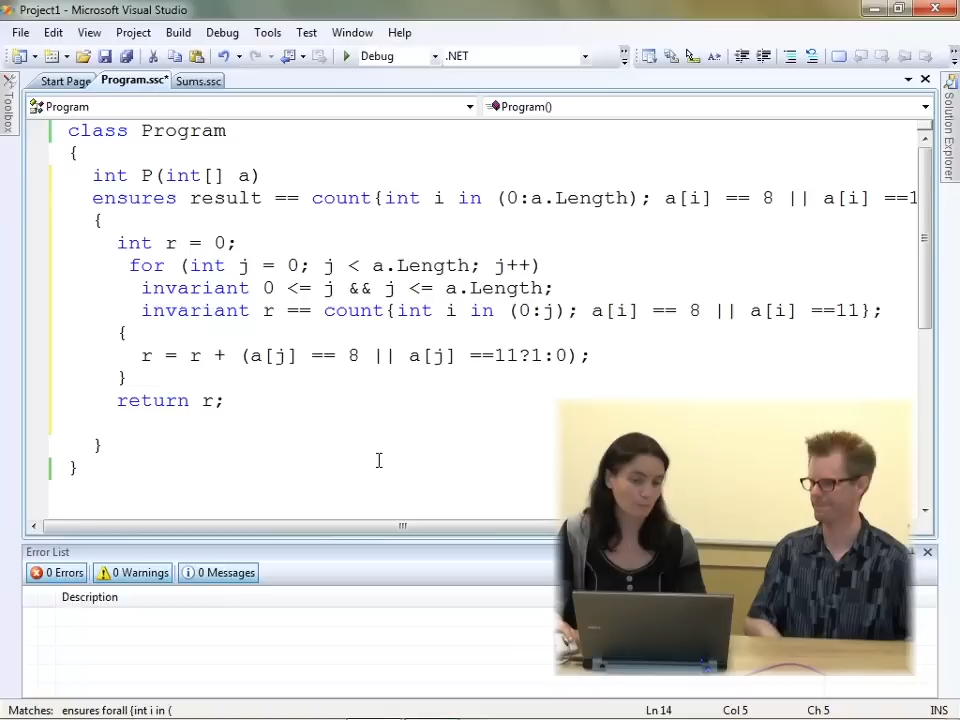 Project1 - Microsoft Visual Studio
File Edit View Project Build Debug Tools Test Window Help
Debug .NET
Toolbox
Start Page Program.ssc* Sums.ssc
Program Program()
Solution Explorer
class Program
{
int P(int[] a)
ensures result == count{int i in (0:a.Length); a[i] == 8 || a[i] ==1
{
int r = 0;
for (int j = 0; j < a.Length; j++)
invariant 0 <= j && j <= a.Length;
invariant r == count{int i in (0:j); a[i] == 8 || a[i] ==11};
{
r = r + (a[j] == 8 || a[j] ==11?1:0);
}
return r;
}
}
Error List
0 Errors 0 Warnings 0 Messages
Description
Matches: ensures forall {int i in ( Ln 14 Col 5 Ch 5 INS